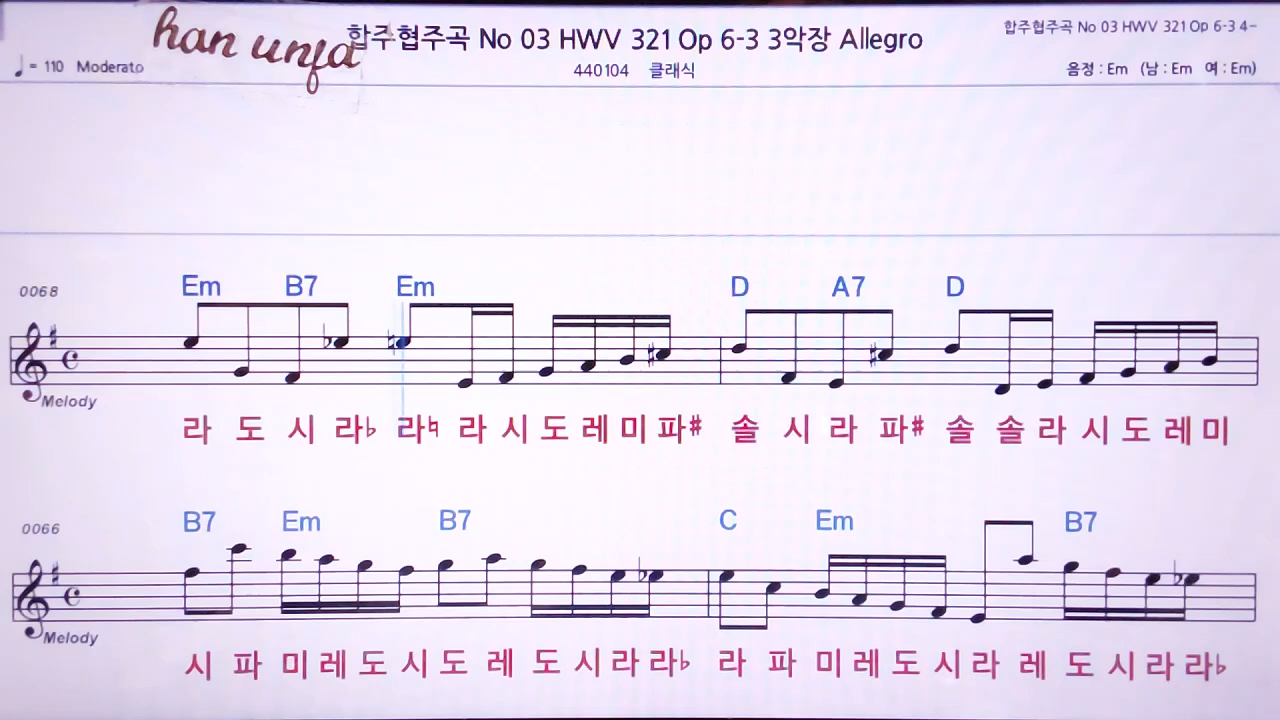 han unfa
합주협주곡 No 03 HWV 321 Op 6-3 3악장 Allegro
합주협주곡 No 03 HWV 321 Op 6-3 4-
♩= 110 Moderato
440104 클래식
음정 : Em (남 : Em 여 : Em)
0068
Em B7 Em D A7 D
Melody
라 도 시 라♭ 라♮ 라 시 도 레 미 파# 솔 시 라 파# 솔 솔 라 시 도 레 미
0066
B7 Em B7 C Em B7
Melody
시 파 미 레 도 시 도 레 도 시 라 라♭ 라 파 미 레 도 시 라 레 도 시 라 라♭